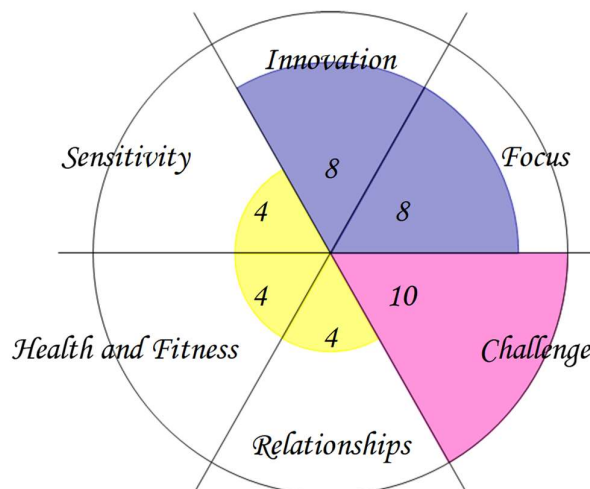 Innovation
Sensitivity
Focus
8
4
8
4
10
4
Health and Fitness
Challenge
Relationships